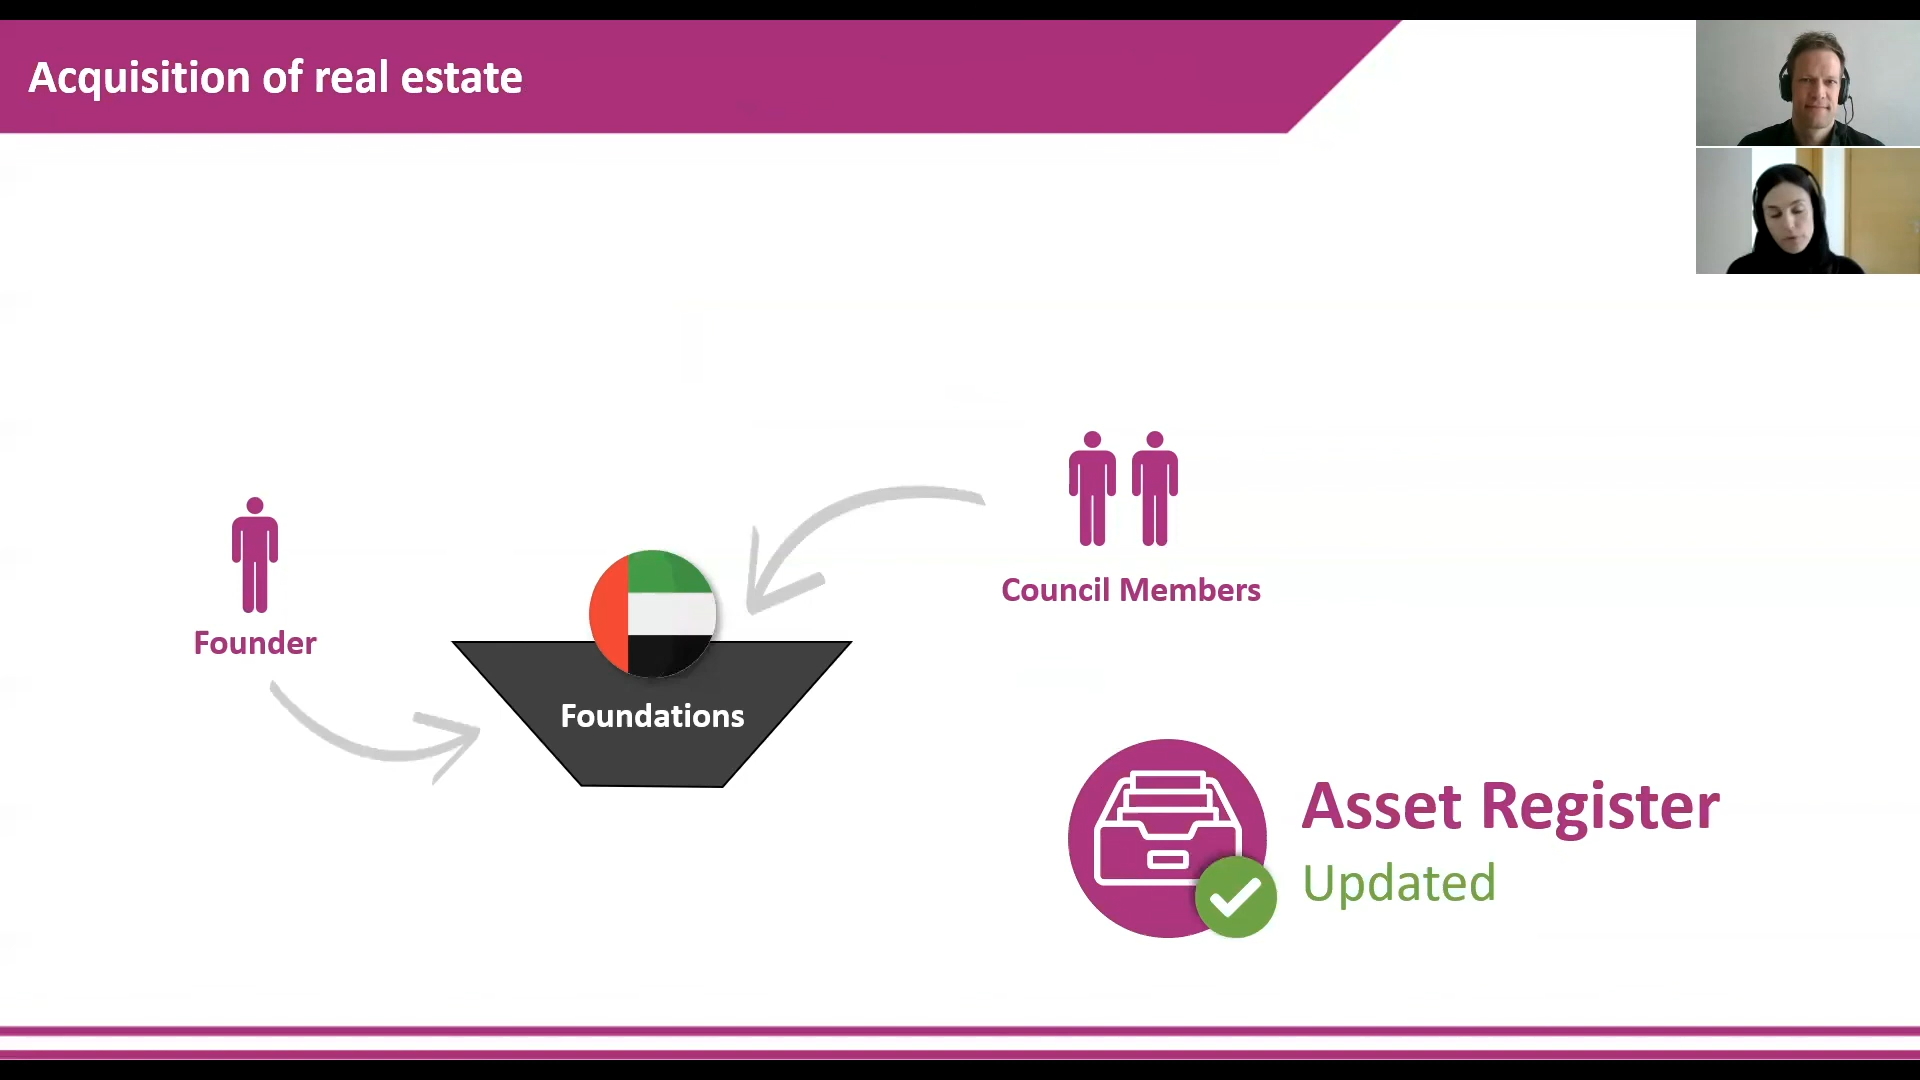 Acquisition of real estate
Council Members
Founder
Foundations
Asset Register
Updated